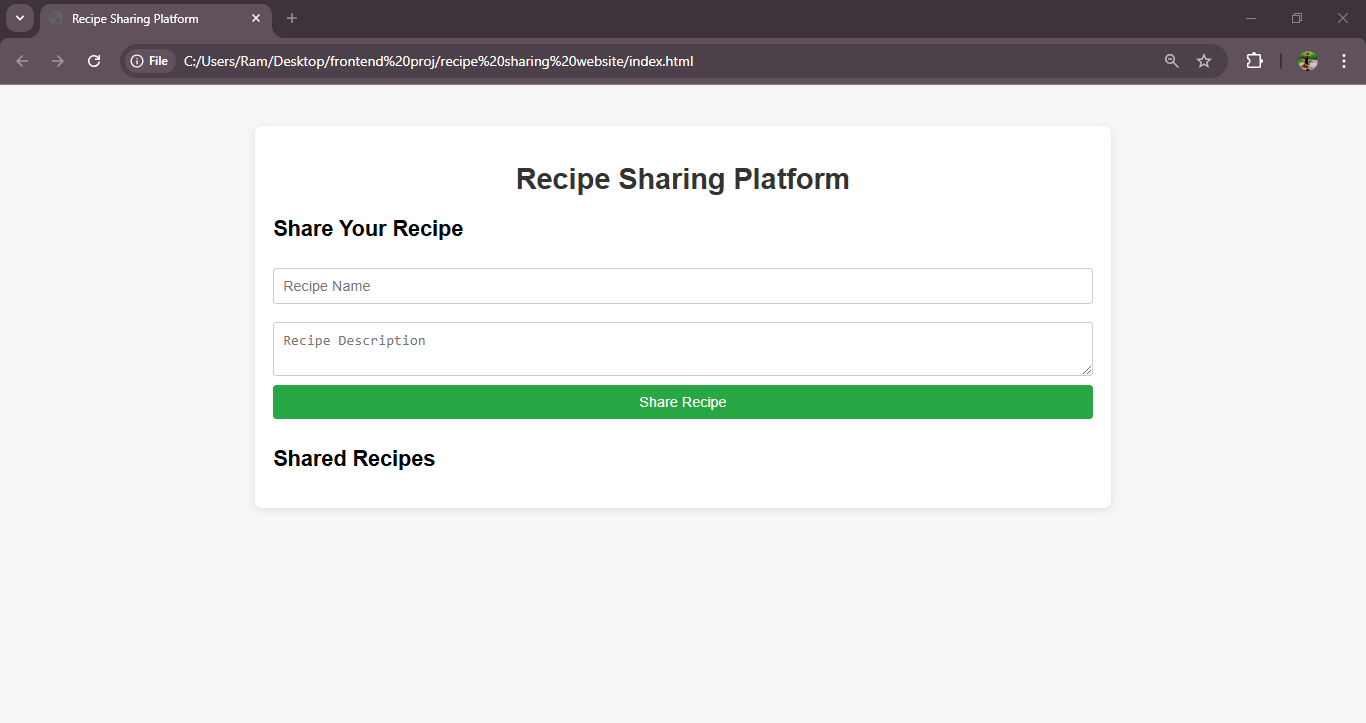 Recipe Sharing Platform
File
C:/Users/Ram/Desktop/frontend%20proj/recipe%20sharing%20website/index.html
Recipe Sharing Platform
Share Your Recipe
Recipe Name
Recipe Description
Share Recipe
Shared Recipes